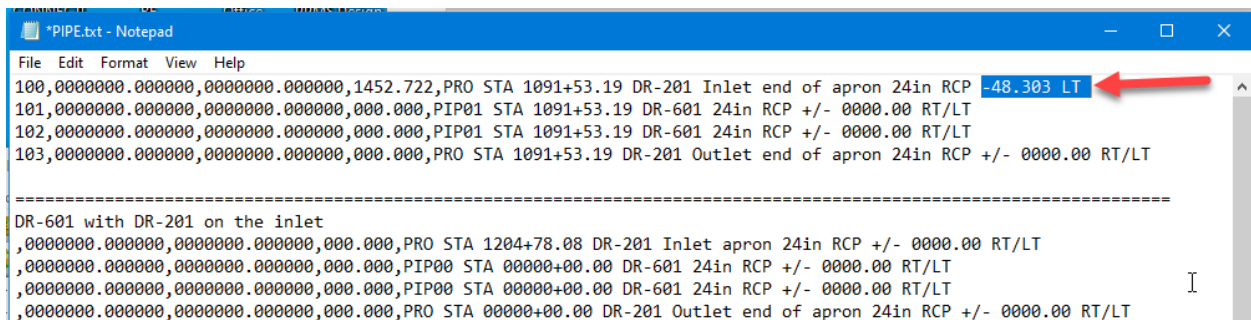 *PIPE.txt - Notepad
File Edit Format View Help
100,0000000.000000,0000000.000000,1452.722,PRO STA 1091+53.19 DR-201 Inlet end of apron 24in RCP -48.303 LT
101,0000000.000000,0000000.000000,000.000,PIP01 STA 1091+53.19 DR-601 24in RCP +/- 0000.00 RT/LT
102,0000000.000000,0000000.000000,000.000,PIP01 STA 1091+53.19 DR-601 24in RCP +/- 0000.00 RT/LT
103,0000000.000000,0000000.000000,000.000,PRO STA 1091+53.19 DR-201 Outlet end of apron 24in RCP +/- 0000.00 RT/LT
==============================================================================================================
DR-601 with DR-201 on the inlet
,0000000.000000,0000000.000000,000.000,PRO STA 1204+78.08 DR-201 Inlet apron 24in RCP +/- 0000.00 RT/LT
,0000000.000000,0000000.000000,000.000,PIP00 STA 00000+00.00 DR-601 24in RCP +/- 0000.00 RT/LT
,0000000.000000,0000000.000000,000.000,PIP00 STA 00000+00.00 DR-601 24in RCP +/- 0000.00 RT/LT
,0000000.000000,0000000.000000,000.000,PRO STA 00000+00.00 DR-201 Outlet end of apron 24in RCP +/- 0000.00 RT/LT